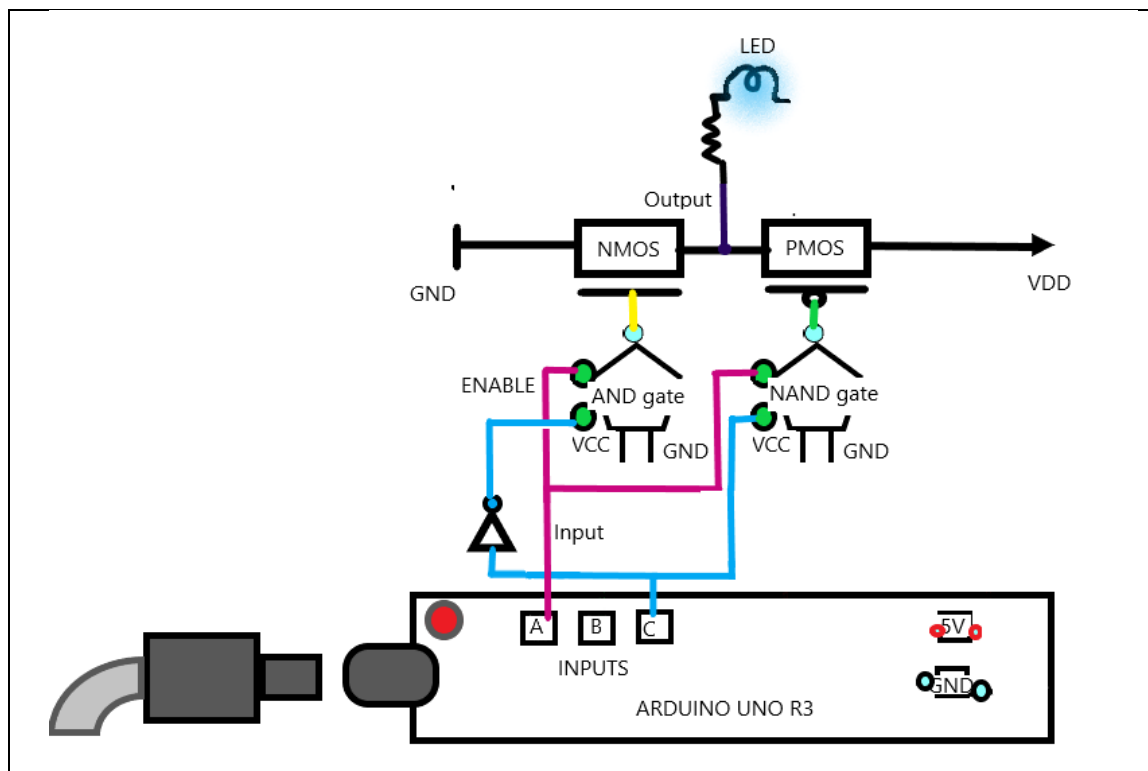 LED
Output
NMOS
PMOS
GND
VDD
ENABLE
AND gate
NAND gate
VCC
GND
VCC
GND
Input
A
B
C
5V
INPUTS
GND
ARDUINO UNO R3